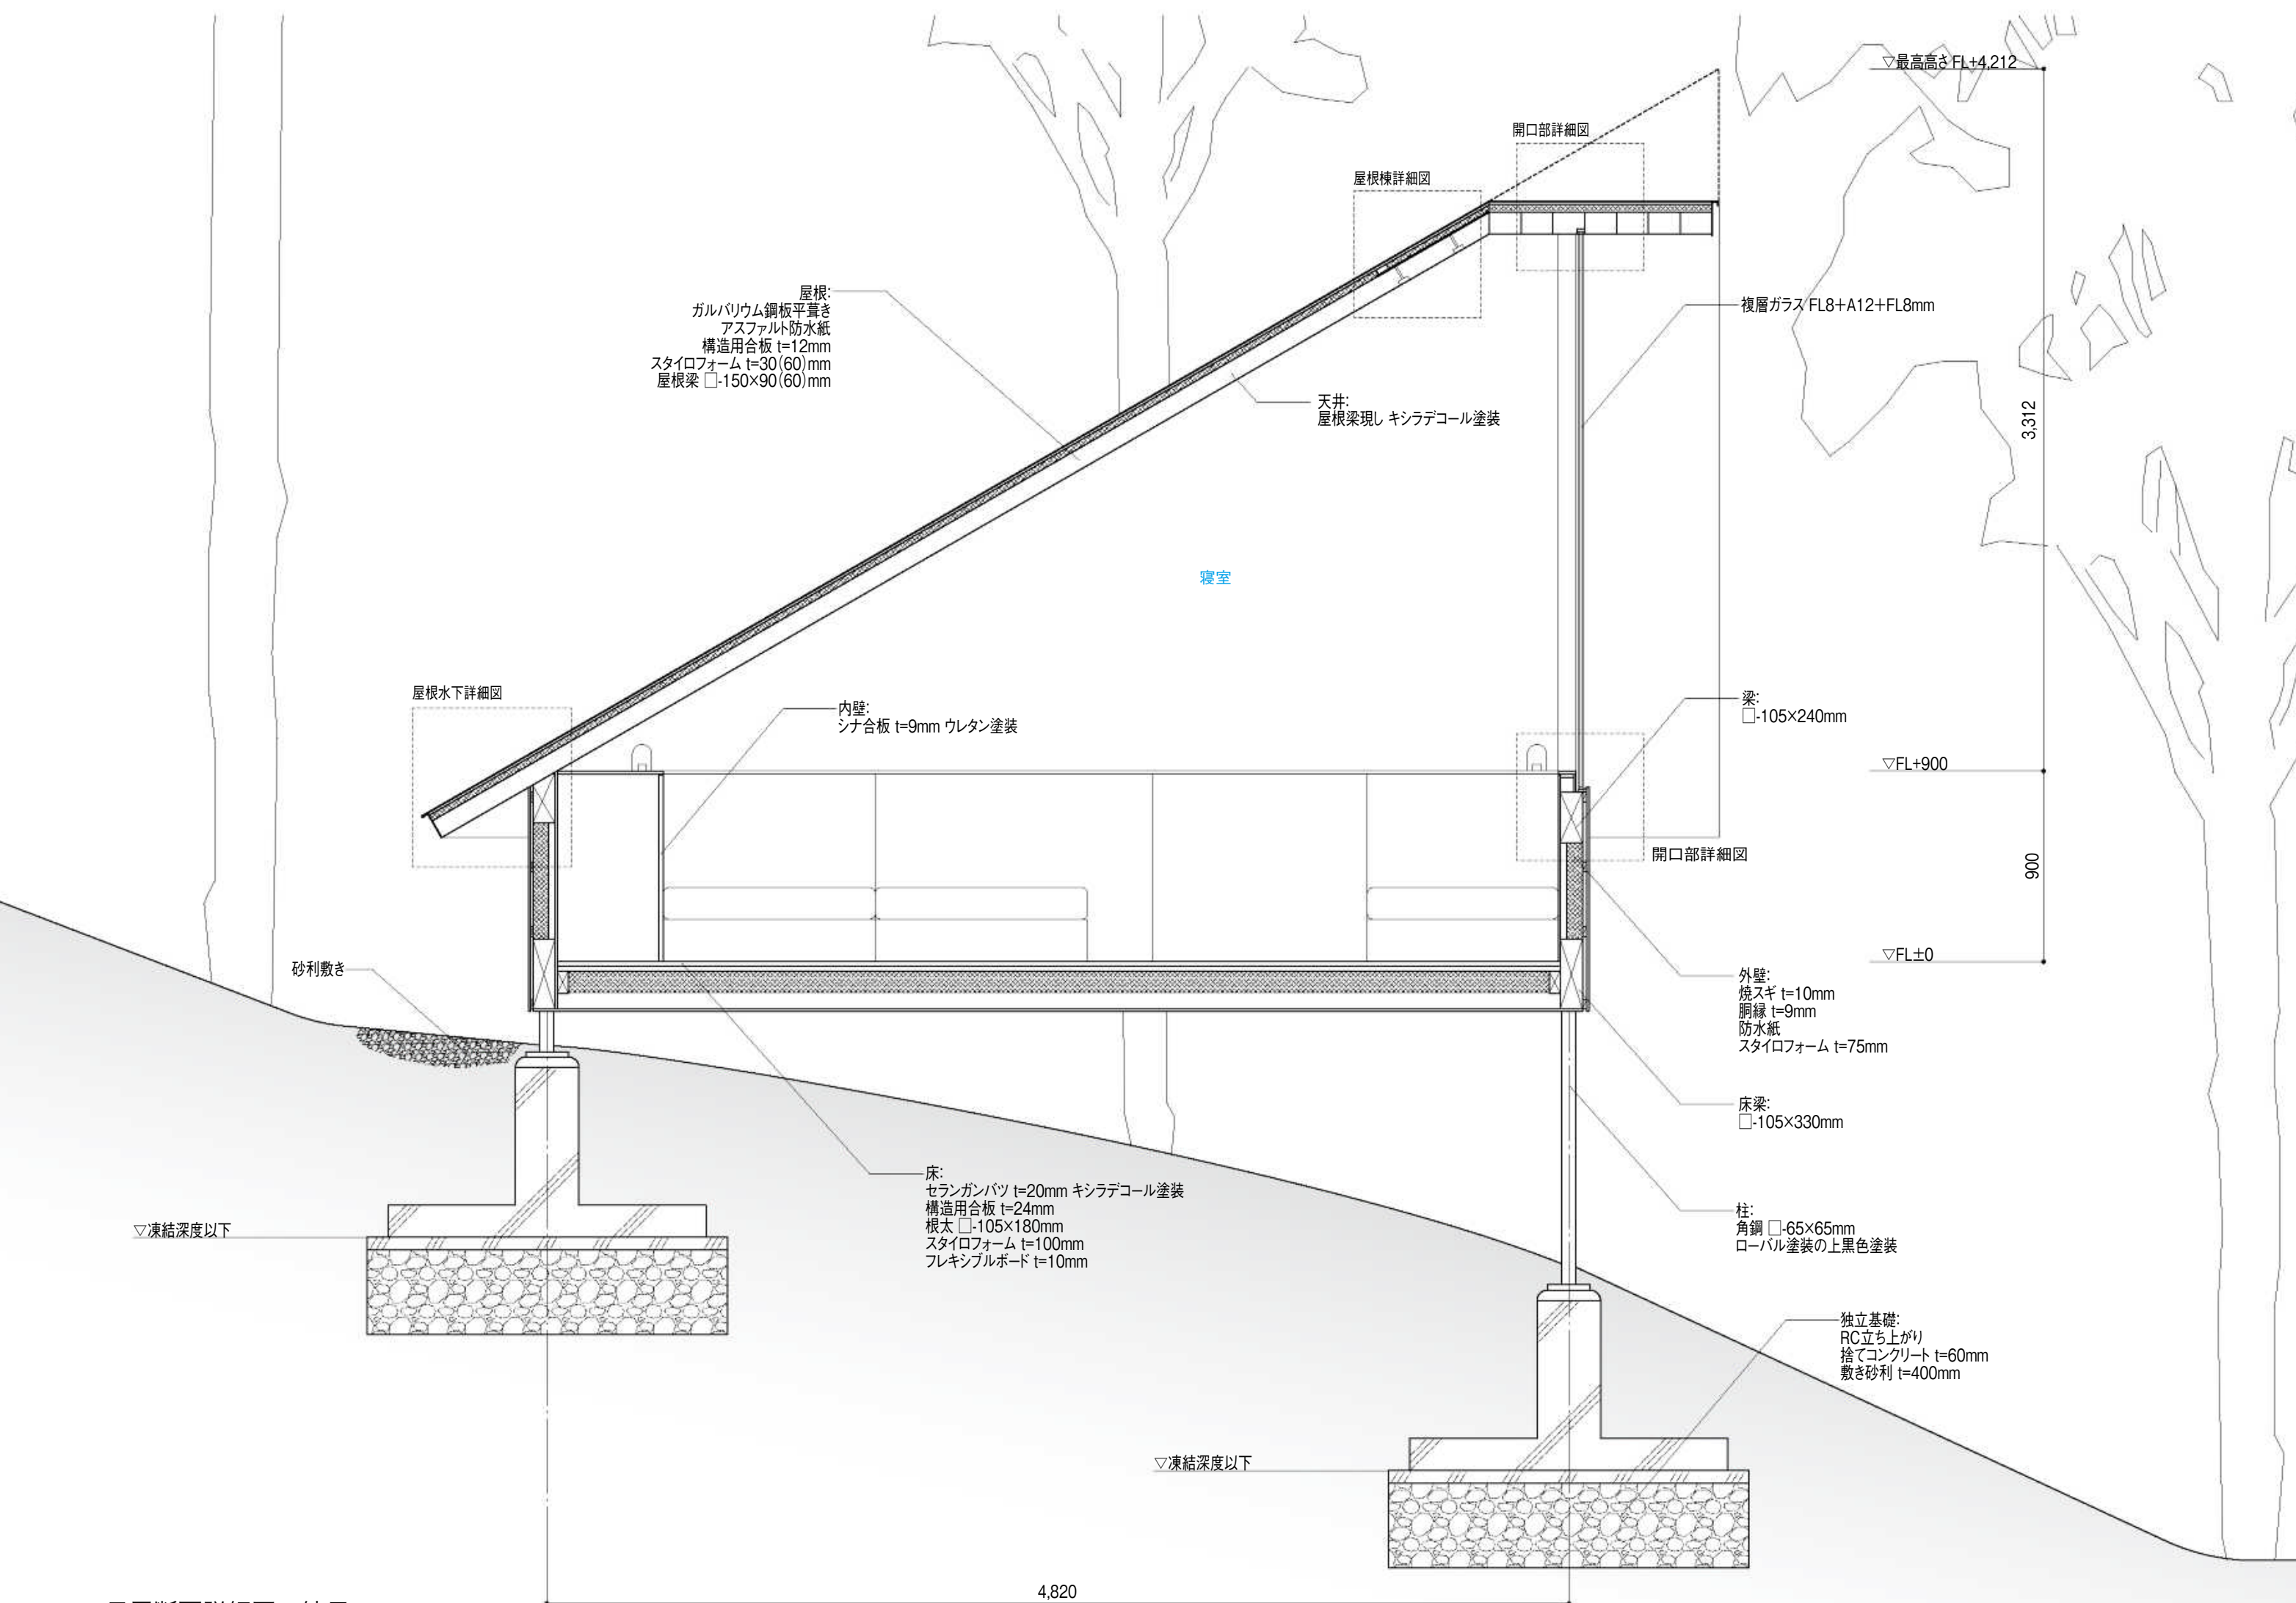 ▽最高高さ FL+4,212
開口部詳細図
屋根棟詳細図
屋根:
ガルバリウム鋼板平葺き
アスファルト防水紙
構造用合板 t=12mm
スタイロフォーム t=30(60)mm
屋根梁 □-150×90(60)mm
複層ガラス FL8+A12+FL8mm
天井:
屋根梁現し キシラデコール塗装
3,312
寝室
屋根水下詳細図
内壁:
シナ合板 t=9mm ウレタン塗装
梁:
□-105×240mm
▽FL+900
開口部詳細図
900
▽FL±0
砂利敷き
外壁:
焼スギ t=10mm
胴縁 t=9mm
防水紙
スタイロフォーム t=75mm
床梁:
□-105×330mm
床:
セランガンバツ t=20mm キシラデコール塗装
構造用合板 t=24mm
根太 □-105×180mm
スタイロフォーム t=100mm
フレキシブルボード t=10mm
▽凍結深度以下
柱:
角鋼 □-65×65mm
ローバル塗装の上黒色塗装
独立基礎:
RC立ち上がり
捨てコンクリート t=60mm
敷き砂利 t=400mm
▽凍結深度以下
4,820